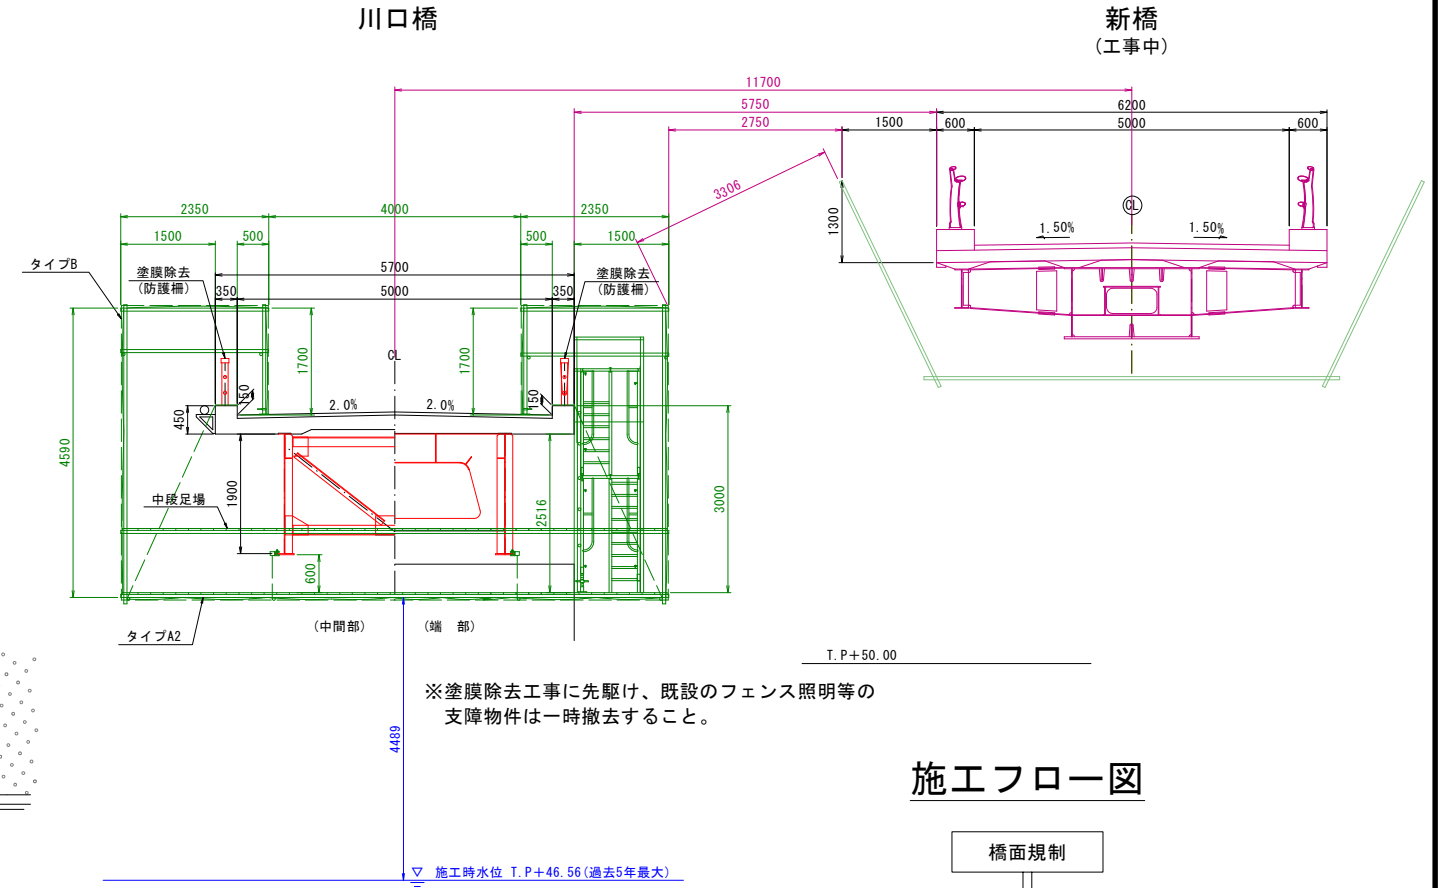 川口橋
新橋
(工事中)
11700
5750
6200
2750
1500
600
5000
600
3306
2350
4000
2350
1300
CL
1.50%
1.50%
1500
500
500
1500
タイプB
塗膜除去
(防護柵)
5700
塗膜除去
(防護柵)
350
5000
350
1700
1700
CL
150
150
2.0%
2.0%
450
4590
1900
中段足場
2516
3000
600
タイプA2
(中間部)
(端 部)
T.P+50.00
※塗膜除去工事に先駆け、既設のフェンス照明等の
支障物件は一時撤去すること。
4489
施工フロー図
橋面規制
▽ 施工時水位 T.P+46.56(過去5年最大)